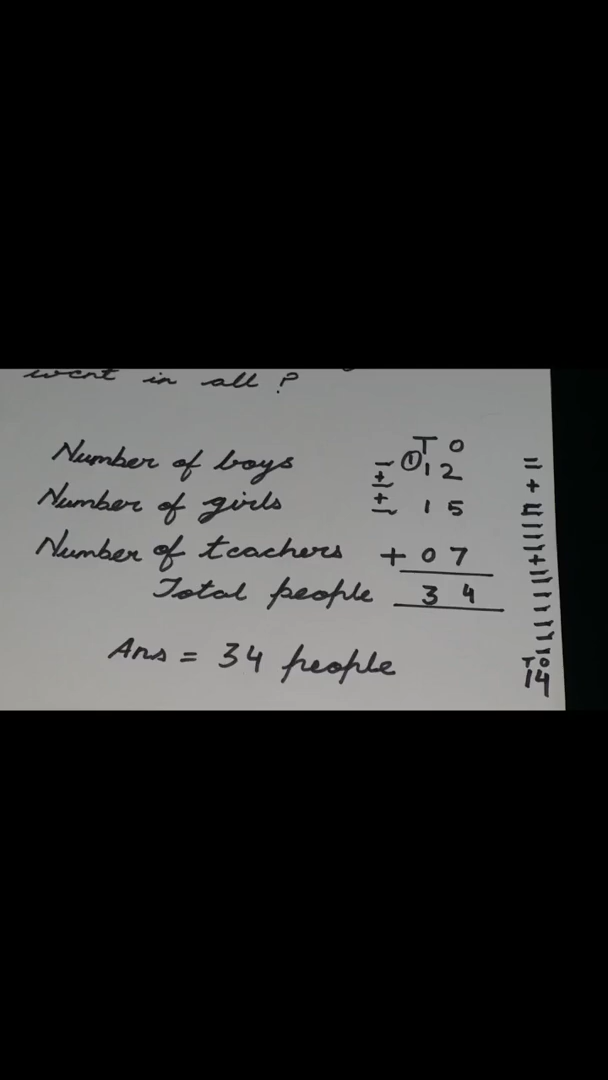 went in all ?
T O
Number of boys = ① 1 2
+
Number of girls + 1 5
=
Number of teachers + 0 7
Total people 3 4
Ans = 34 people
T O
14